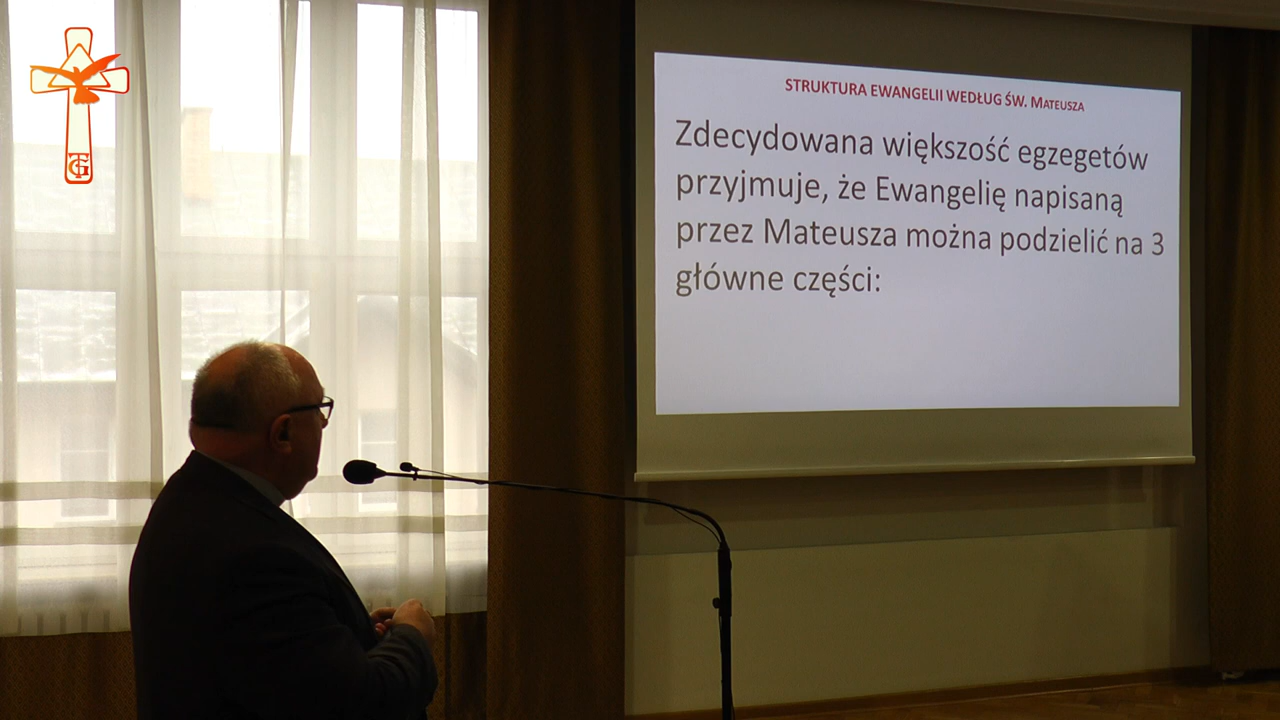 STRUKTURA EWANGELII WEDŁUG ŚW. MATEUSZA
Zdecydowana większość egzegetów
przyjmuje, że Ewangelię napisaną
przez Mateusza można podzielić na 3
główne części: